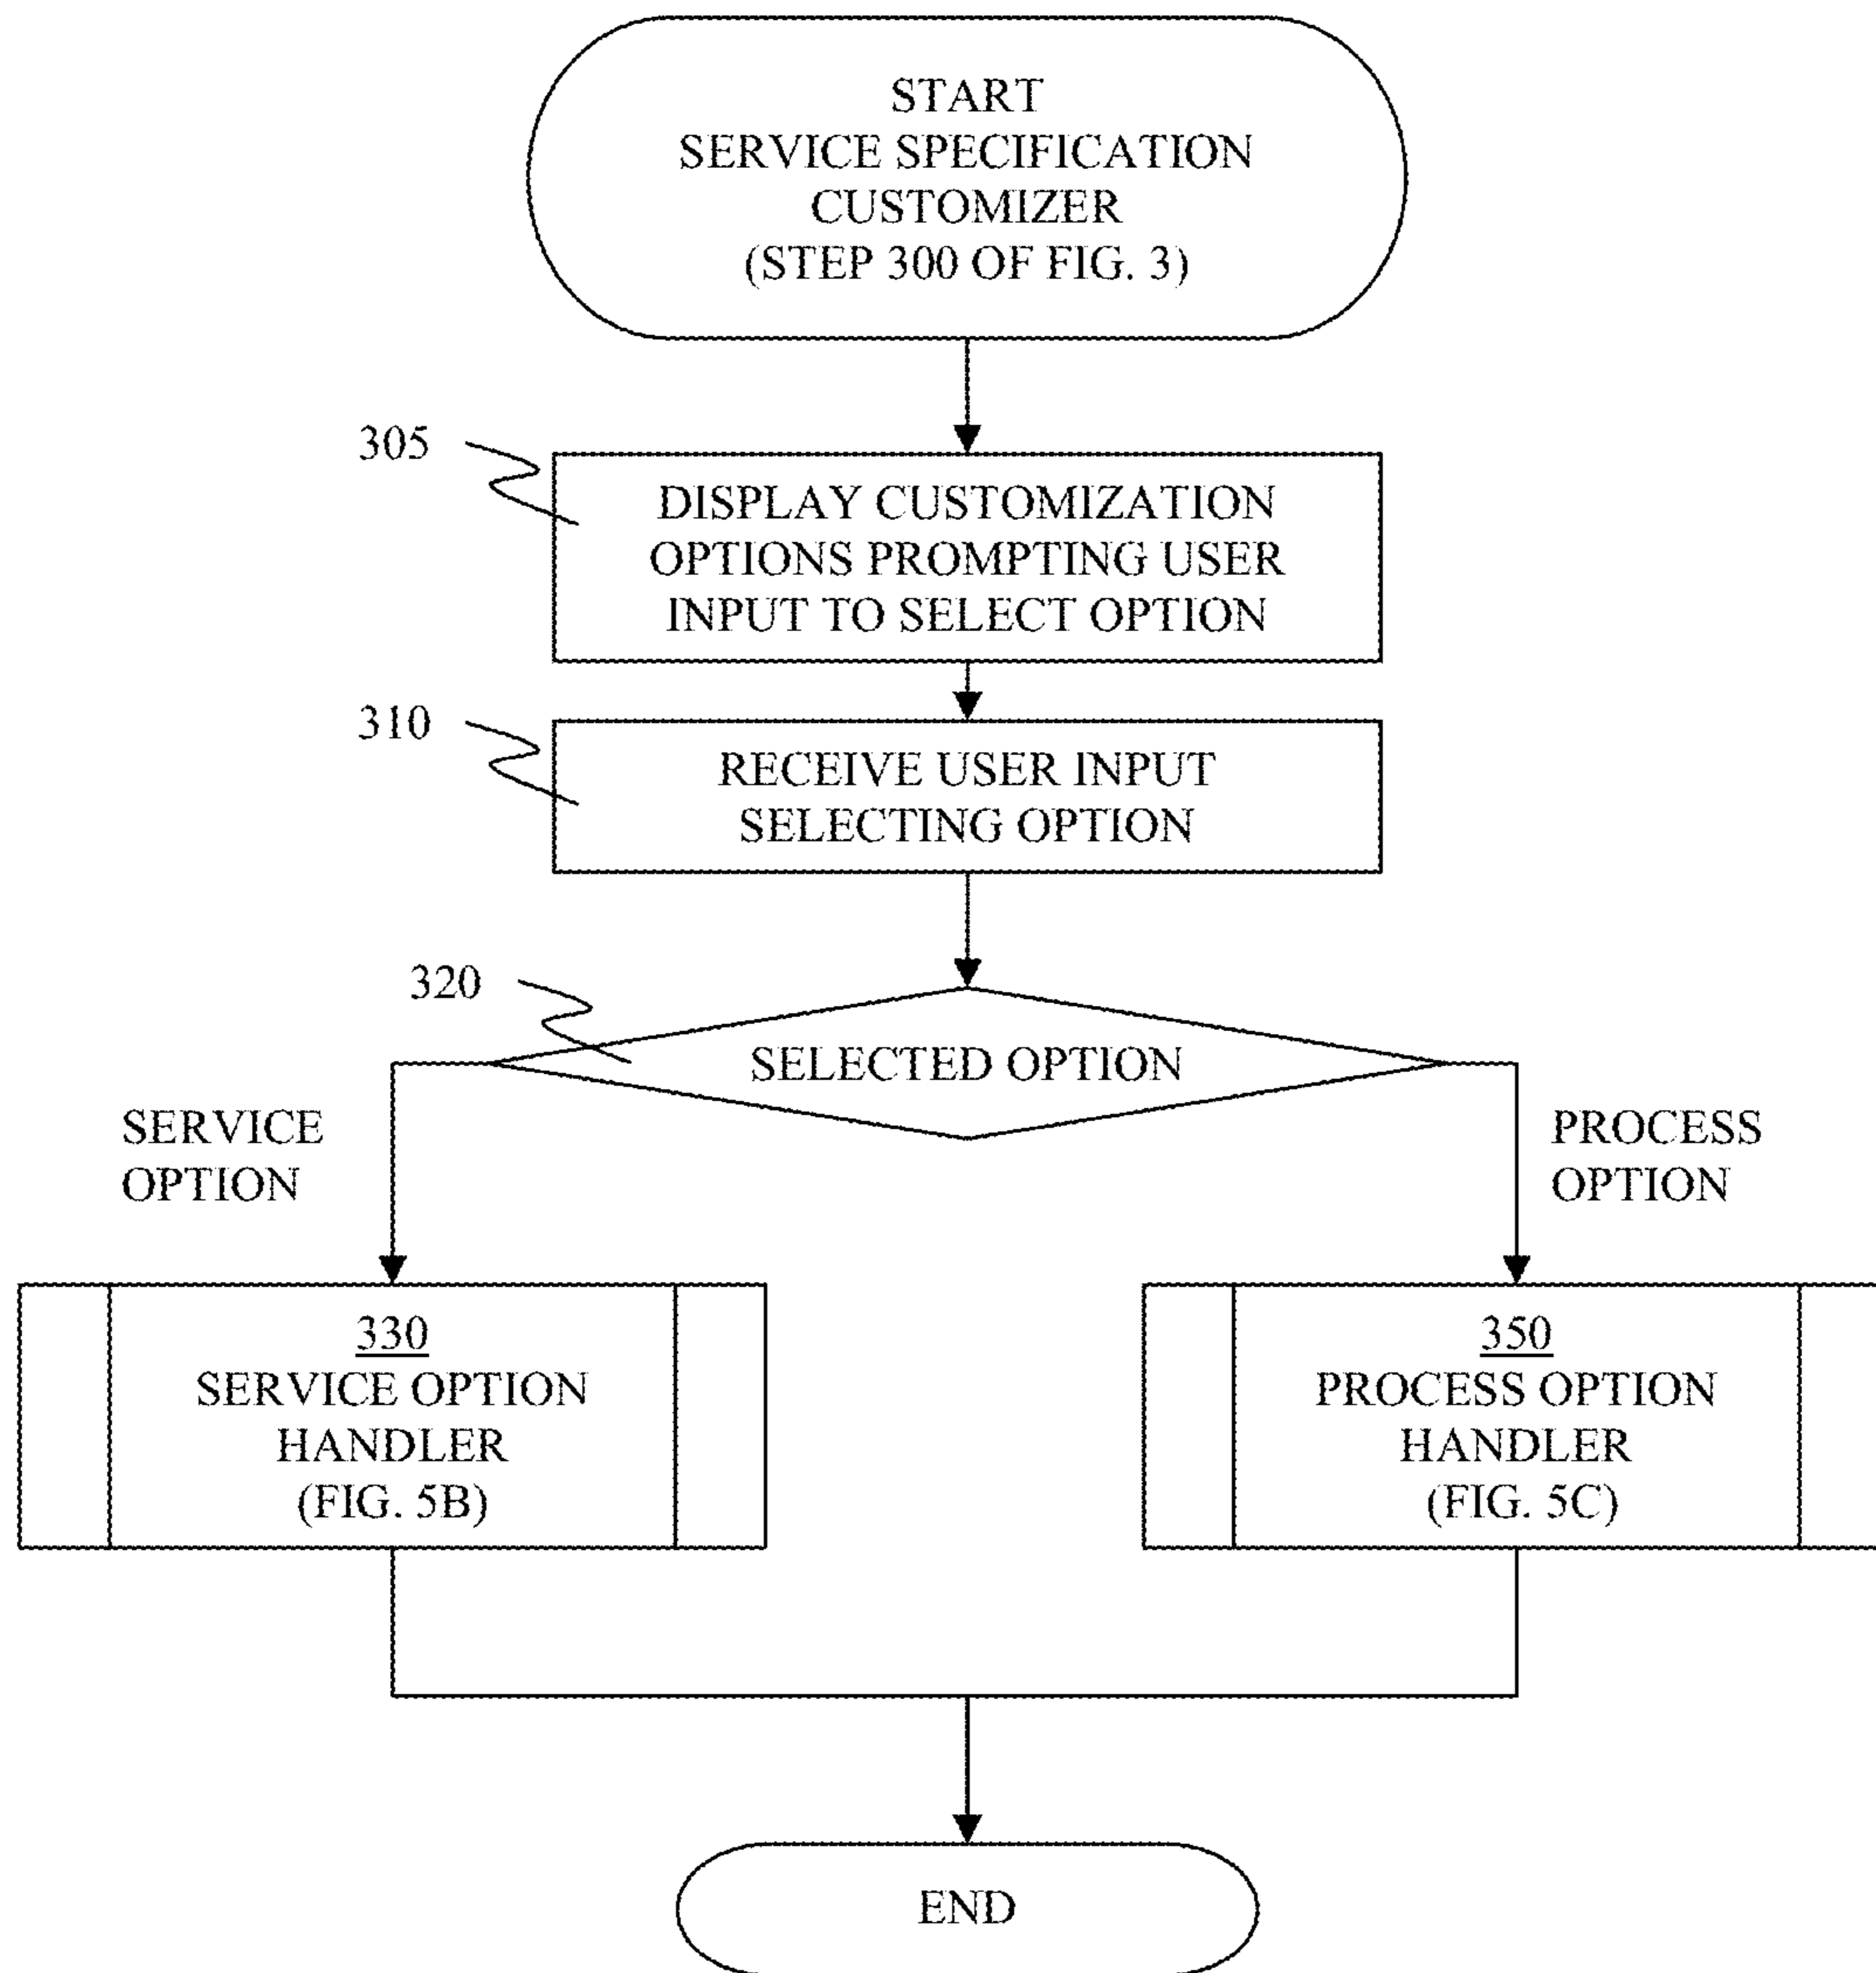 START
SERVICE SPECIFICATION
CUSTOMIZER
(STEP 300 OF FIG. 3)
305
DISPLAY CUSTOMIZATION
OPTIONS PROMPTING USER
INPUT TO SELECT OPTION
310
RECEIVE USER INPUT
SELECTING OPTION
320
SELECTED OPTION
SERVICE
OPTION
PROCESS
OPTION
330
SERVICE OPTION
HANDLER
(FIG. 5B)
350
PROCESS OPTION
HANDLER
(FIG. 5C)
END